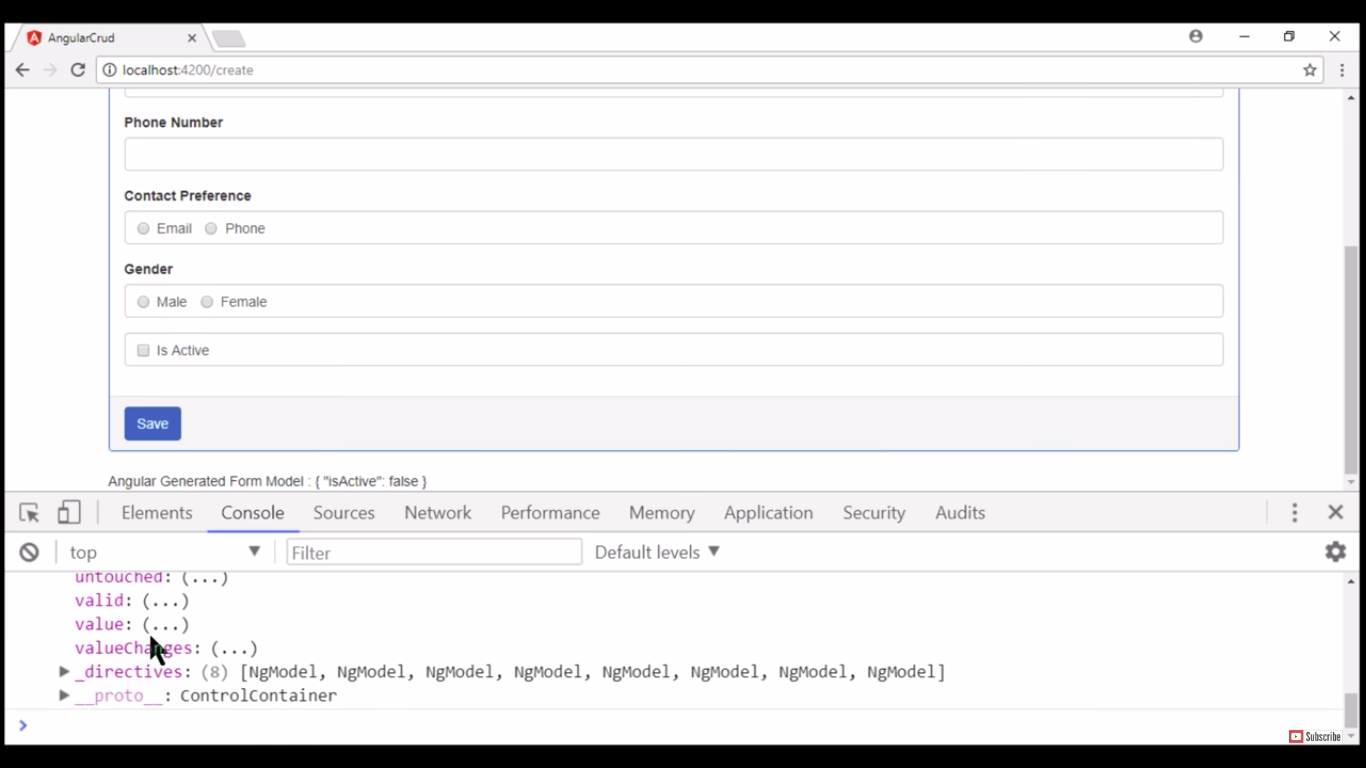 AngularCrud
localhost:4200/create
Phone Number
Contact Preference
Email Phone
Gender
Male Female
Is Active
Save
Angular Generated Form Model : { "isActive": false }
Elements Console Sources Network Performance Memory Application Security Audits
top Filter Default levels
untouched: (...)
valid: (...)
value: (...)
valueChanges: (...)
_directives: (8) [NgModel, NgModel, NgModel, NgModel, NgModel, NgModel, NgModel, NgModel]
__proto__: ControlContainer
Subscribe